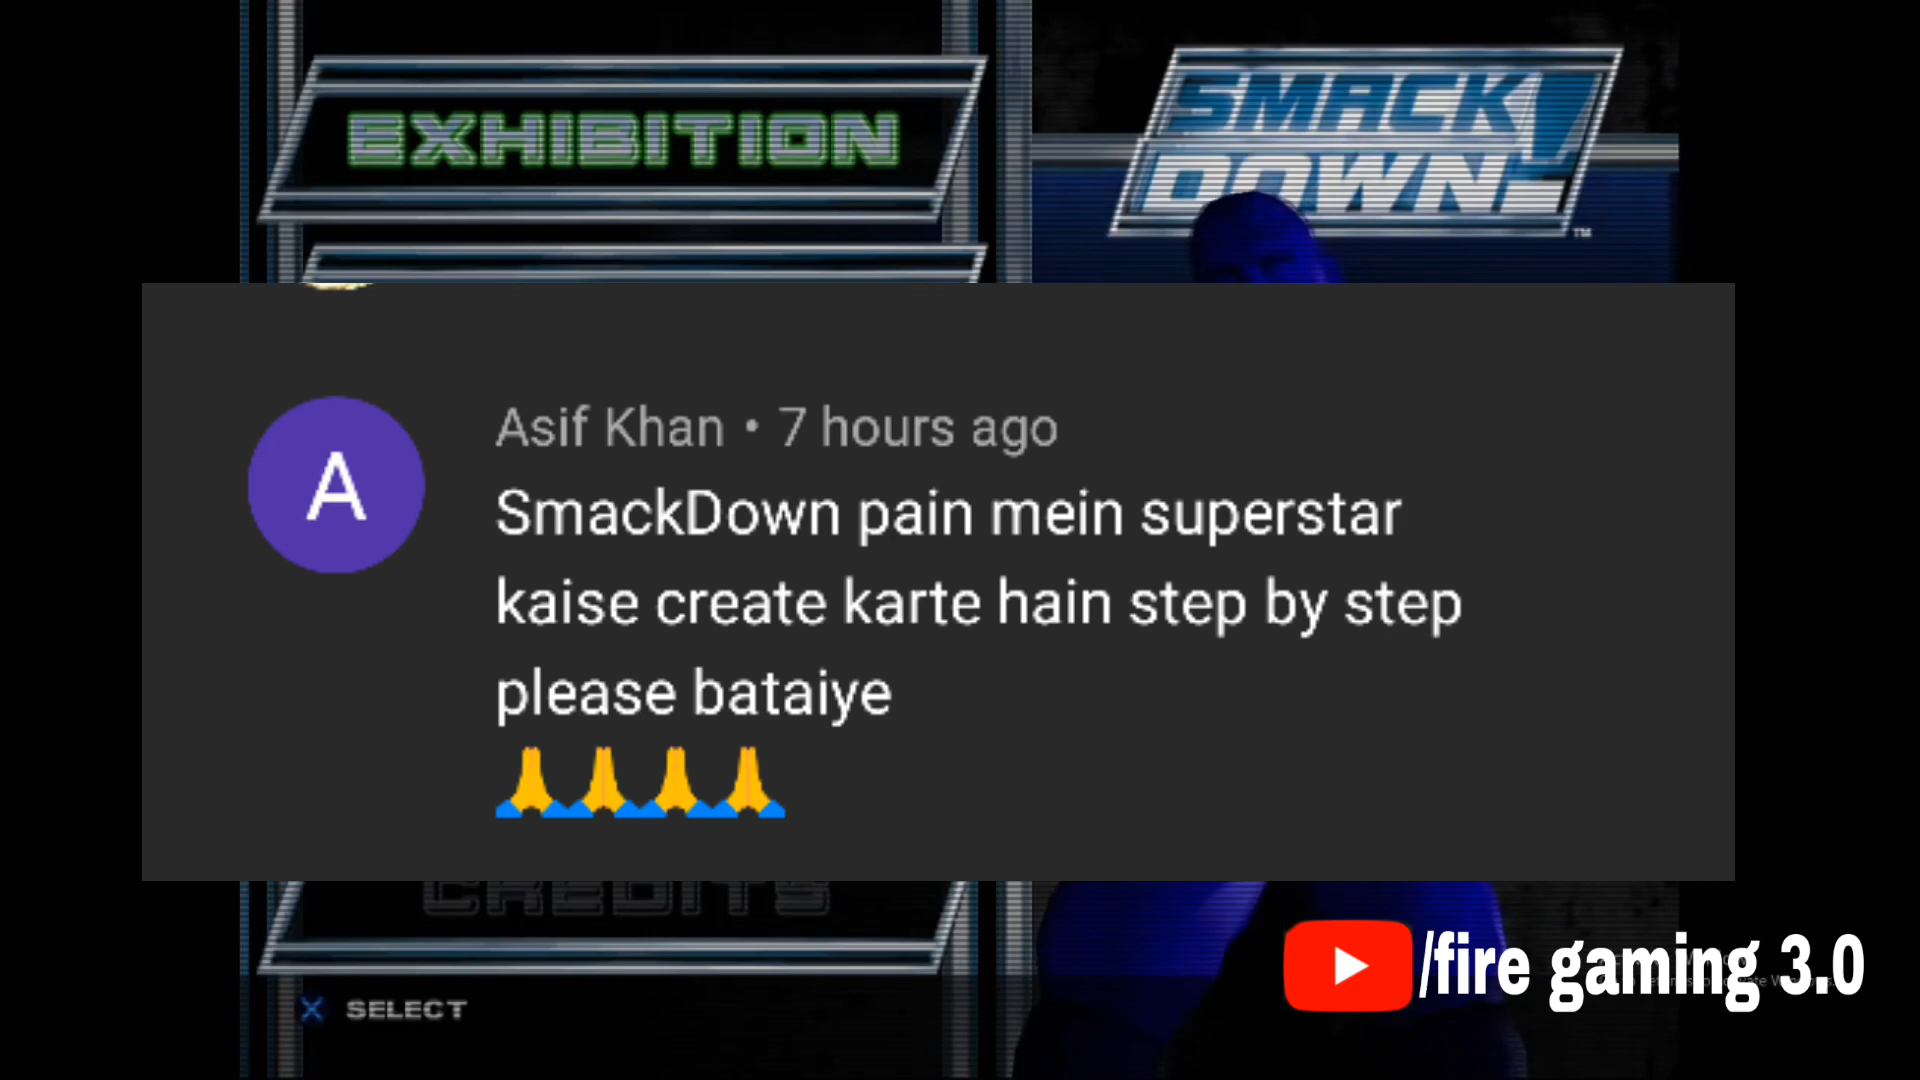 EXHIBITION
SMACK
DOWN!
™
A
Asif Khan • 7 hours ago
SmackDown pain mein superstar
kaise create karte hain step by step
please bataiye
🙏🙏🙏🙏
CREDITS
SELECT
/fire gaming 3.0